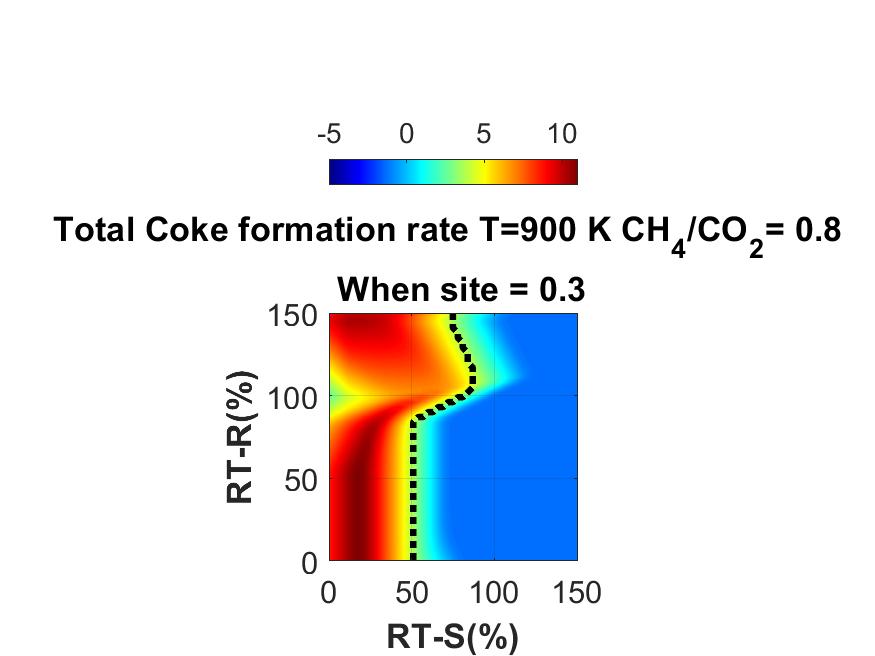 -5 0 5 10
Total Coke formation rate T=900 K CH₄/CO₂= 0.8
When site = 0.3
150
100
50
0
RT-R(%)
0 50 100 150
RT-S(%)